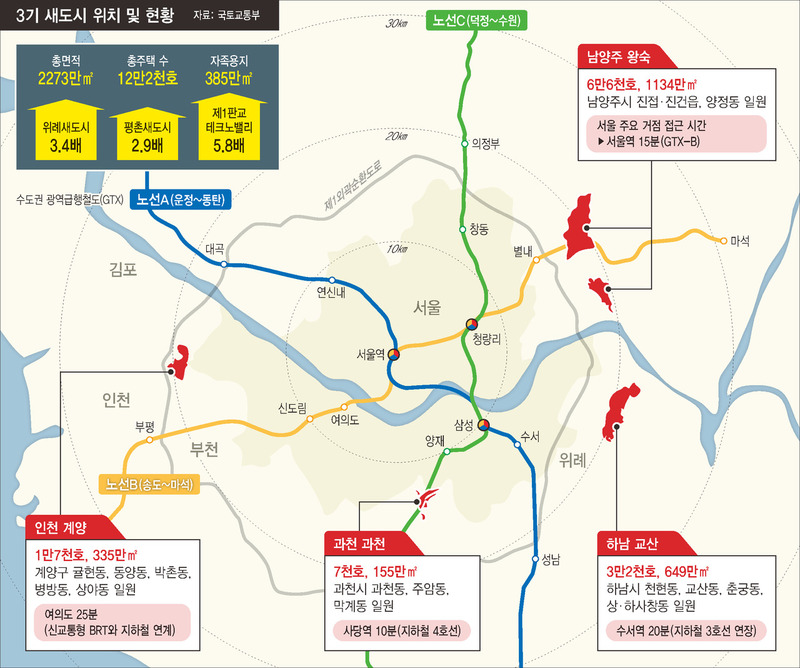 3기 새도시 위치 및 현황 자료: 국토교통부
총면적
2273만㎡
위례새도시
3.4배
총주택 수
12만2천호
평촌새도시
2.9배
자족용지
385만㎡
제1판교
테크노밸리
5.8배
30㎞
노선C(덕정~수원)
남양주 왕숙
6만6천호, 1134만㎡
남양주시 진접·진건읍, 양정동 일원
서울 주요 거점 접근 시간
▶서울역 15분(GTX-B)
20㎞
의정부
제1외곽순환도로
수도권 광역급행철도(GTX)
노선A(운정~동탄)
창동
별내
마석
대곡
10㎞
김포
연신내
서울
청량리
서울역
인천
신도림
여의도
부평
부천
삼성
양재
수서
위례
노선B(송도~마석)
성남
인천 계양
1만7천호, 335만㎡
계양구 귤현동, 동양동, 박촌동,
병방동, 상야동 일원
여의도 25분
(신교통형 BRT와 지하철 연계)
과천 과천
7천호, 155만㎡
과천시 과천동, 주암동,
막계동 일원
사당역 10분(지하철 4호선)
하남 교산
3만2천호, 649만㎡
하남시 천현동, 교산동, 춘궁동,
상·하사창동 일원
수서역 20분(지하철 3호선 연장)